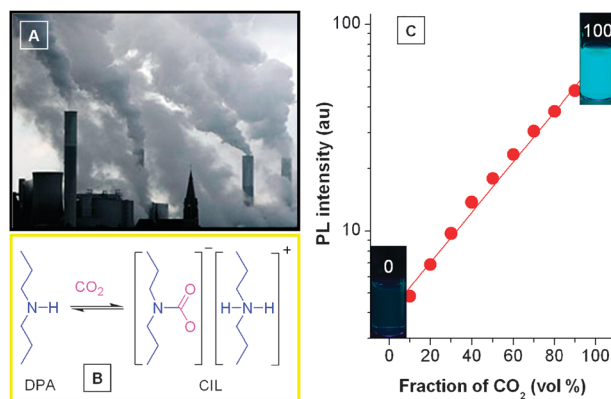 A
B
N-H
CO₂
N
O
O
−
H-N-H
+
DPA
CIL
C
100
10
PL intensity (au)
0
100
0 20 40 60 80 100
Fraction of CO₂ (vol %)